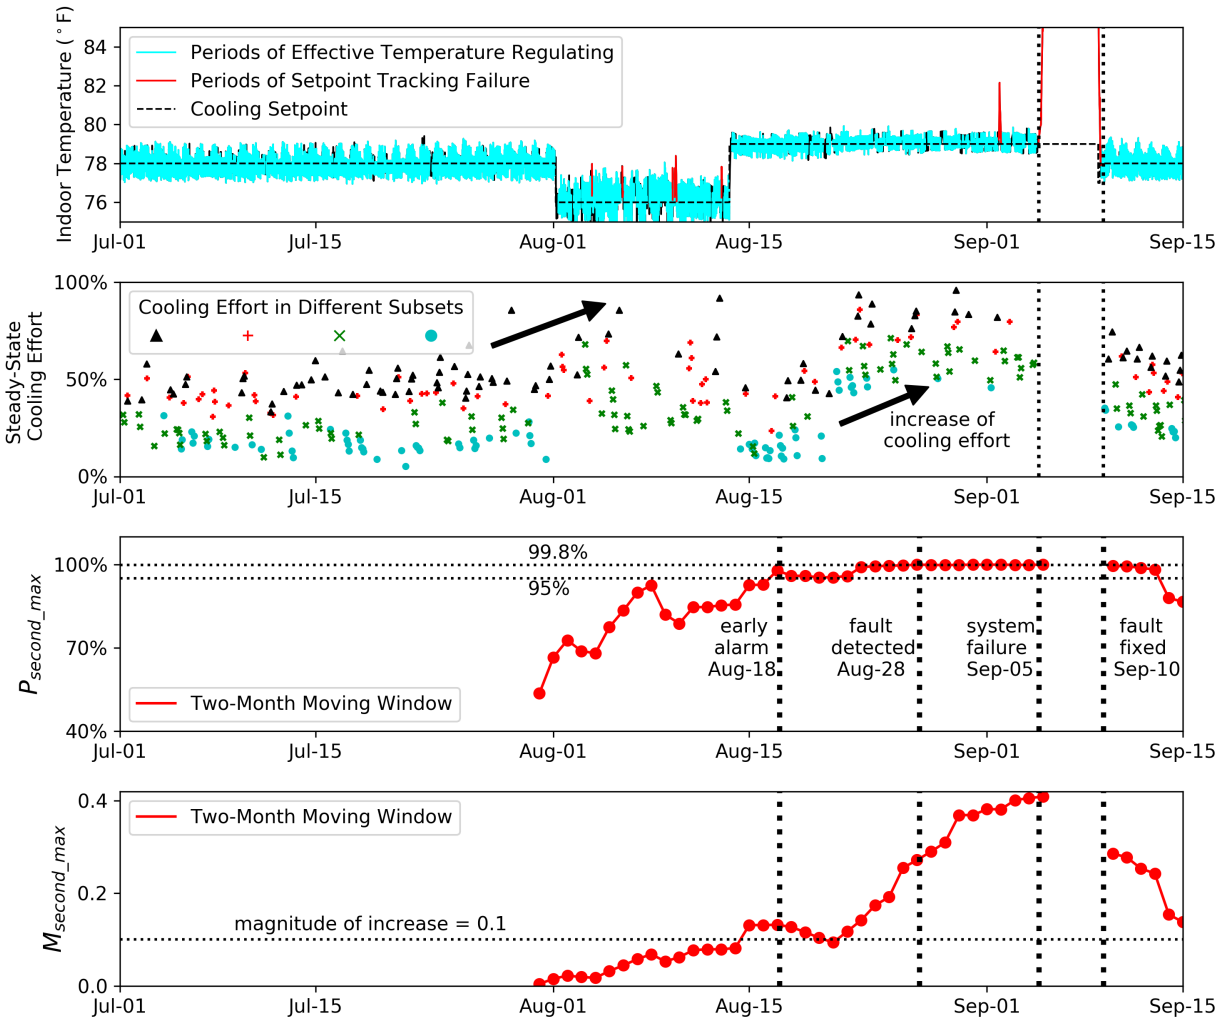 Indoor Temperature (°F)
84
82
80
78
76
Periods of Effective Temperature Regulating
Periods of Setpoint Tracking Failure
Cooling Setpoint
Jul-01 Jul-15 Aug-01 Aug-15 Sep-01 Sep-15
Steady-State
Cooling Effort
100%
50%
0%
Cooling Effort in Different Subsets
increase of
cooling effort
Jul-01 Jul-15 Aug-01 Aug-15 Sep-01 Sep-15
P_second_max
100%
70%
40%
99.8%
95%
early
alarm
Aug-18
fault
detected
Aug-28
system
failure
Sep-05
fault
fixed
Sep-10
Two-Month Moving Window
Jul-01 Jul-15 Aug-01 Aug-15 Sep-01 Sep-15
M_second_max
0.4
0.2
0.0
Two-Month Moving Window
magnitude of increase = 0.1
Jul-01 Jul-15 Aug-01 Aug-15 Sep-01 Sep-15